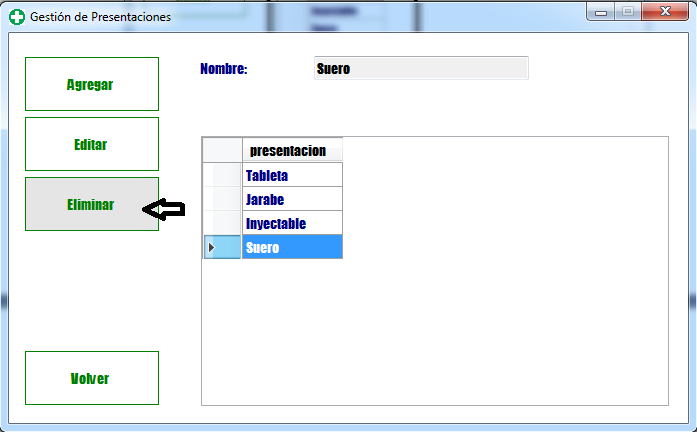 Gestión de Presentaciones
Agregar
Nombre:
Suero
Editar
Eliminar
presentacion
Tableta
Jarabe
Inyectable
Suero
Volver